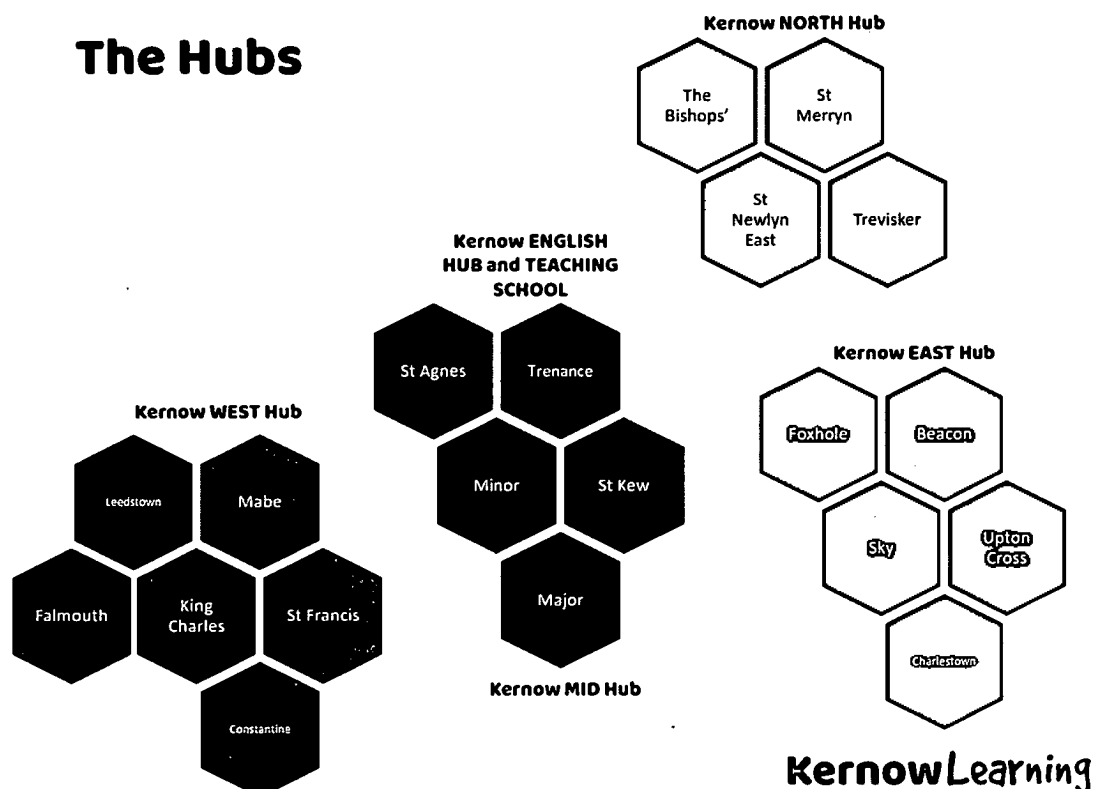 The Hubs
Kernow NORTH Hub
The
Bishops’
St
Merryn
St
Newlyn
East
Trevisker
Kernow ENGLISH
HUB and TEACHING
SCHOOL
St Agnes
Trenance
Minor
St Kew
Major
Kernow MID Hub
Kernow WEST Hub
Leedstown
Mabe
Falmouth
King
Charles
St Francis
Constantine
Kernow EAST Hub
Foxhole
Beacon
Sky
Upton
Cross
Charlestown
Kernow Learning